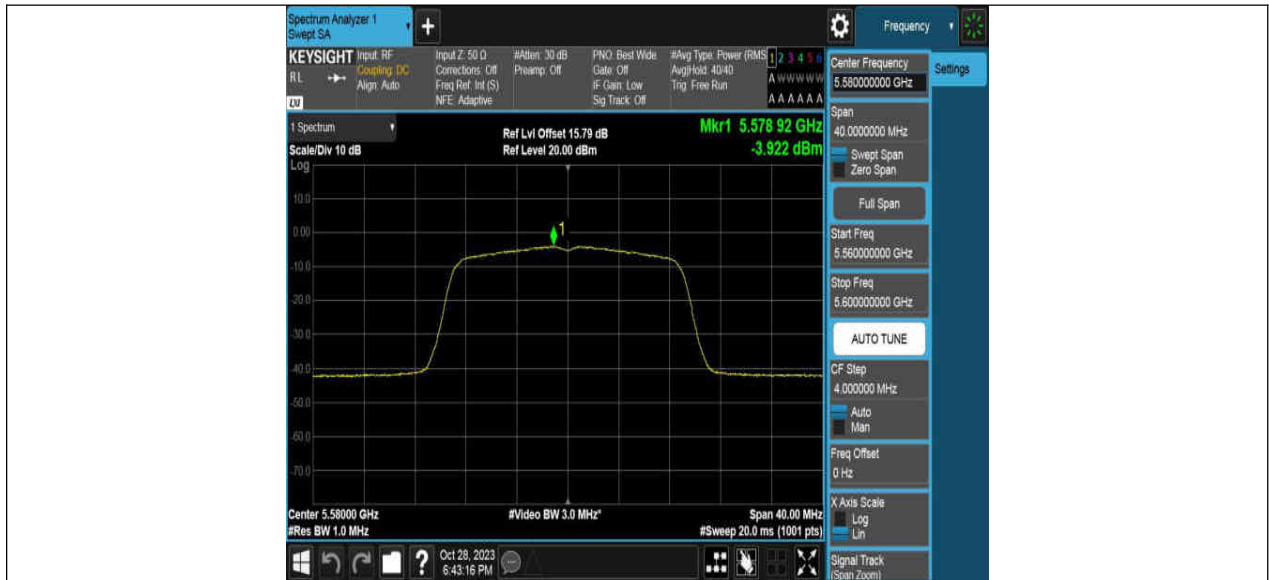 Spectrum Analyzer 1
Swept SA
Frequency
KEYSIGHT
RL
LXI
Input: RF
Coupling: DC
Align: Auto
Input Z: 50 Ω
Corrections: Off
Freq Ref: Int (S)
NFE: Adaptive
#Atten: 30 dB
Preamp: Off
PNO: Best Wide
Gate: Off
IF Gain: Low
Sig Track: Off
#Avg Type: Power (RMS
Avg|Hold: 40/40
Trig: Free Run
1 2 3 4 5 6
A W W W W W
A A A A A A
1 Spectrum
Scale/Div 10 dB
Log
Ref Lvl Offset 15.79 dB
Ref Level 20.00 dBm
Mkr1 5.578 92 GHz
-3.922 dBm
10.0
0.00
-10.0
-20.0
-30.0
-40.0
-50.0
-60.0
-70.0
1
Center 5.58000 GHz
#Res BW 1.0 MHz
#Video BW 3.0 MHz*
Span 40.00 MHz
#Sweep 20.0 ms (1001 pts)
?
Oct 28, 2023
6:43:16 PM
Center Frequency
5.580000000 GHz
Settings
Span
40.0000000 MHz
Swept Span
Zero Span
Full Span
Start Freq
5.560000000 GHz
Stop Freq
5.600000000 GHz
AUTO TUNE
CF Step
4.000000 MHz
Auto
Man
Freq Offset
0 Hz
X Axis Scale
Log
Lin
Signal Track
(Span Zoom)